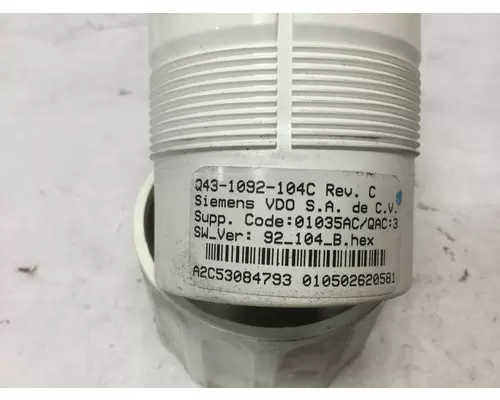 Q43-1092-104C Rev. C
Siemens VDO S.A. de C.V.
Supp. Code:01035AC/QAC:3
SW_Ver: 92_104_B.hex
A2C53084793 010502620581